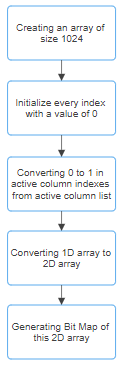 Creating an array of
size 1024
Initialize every index
with a value of 0
Converting 0 to 1 in
active column indexes
from active column list
Converting 1D array to
2D array
Generating Bit Map of
this 2D array